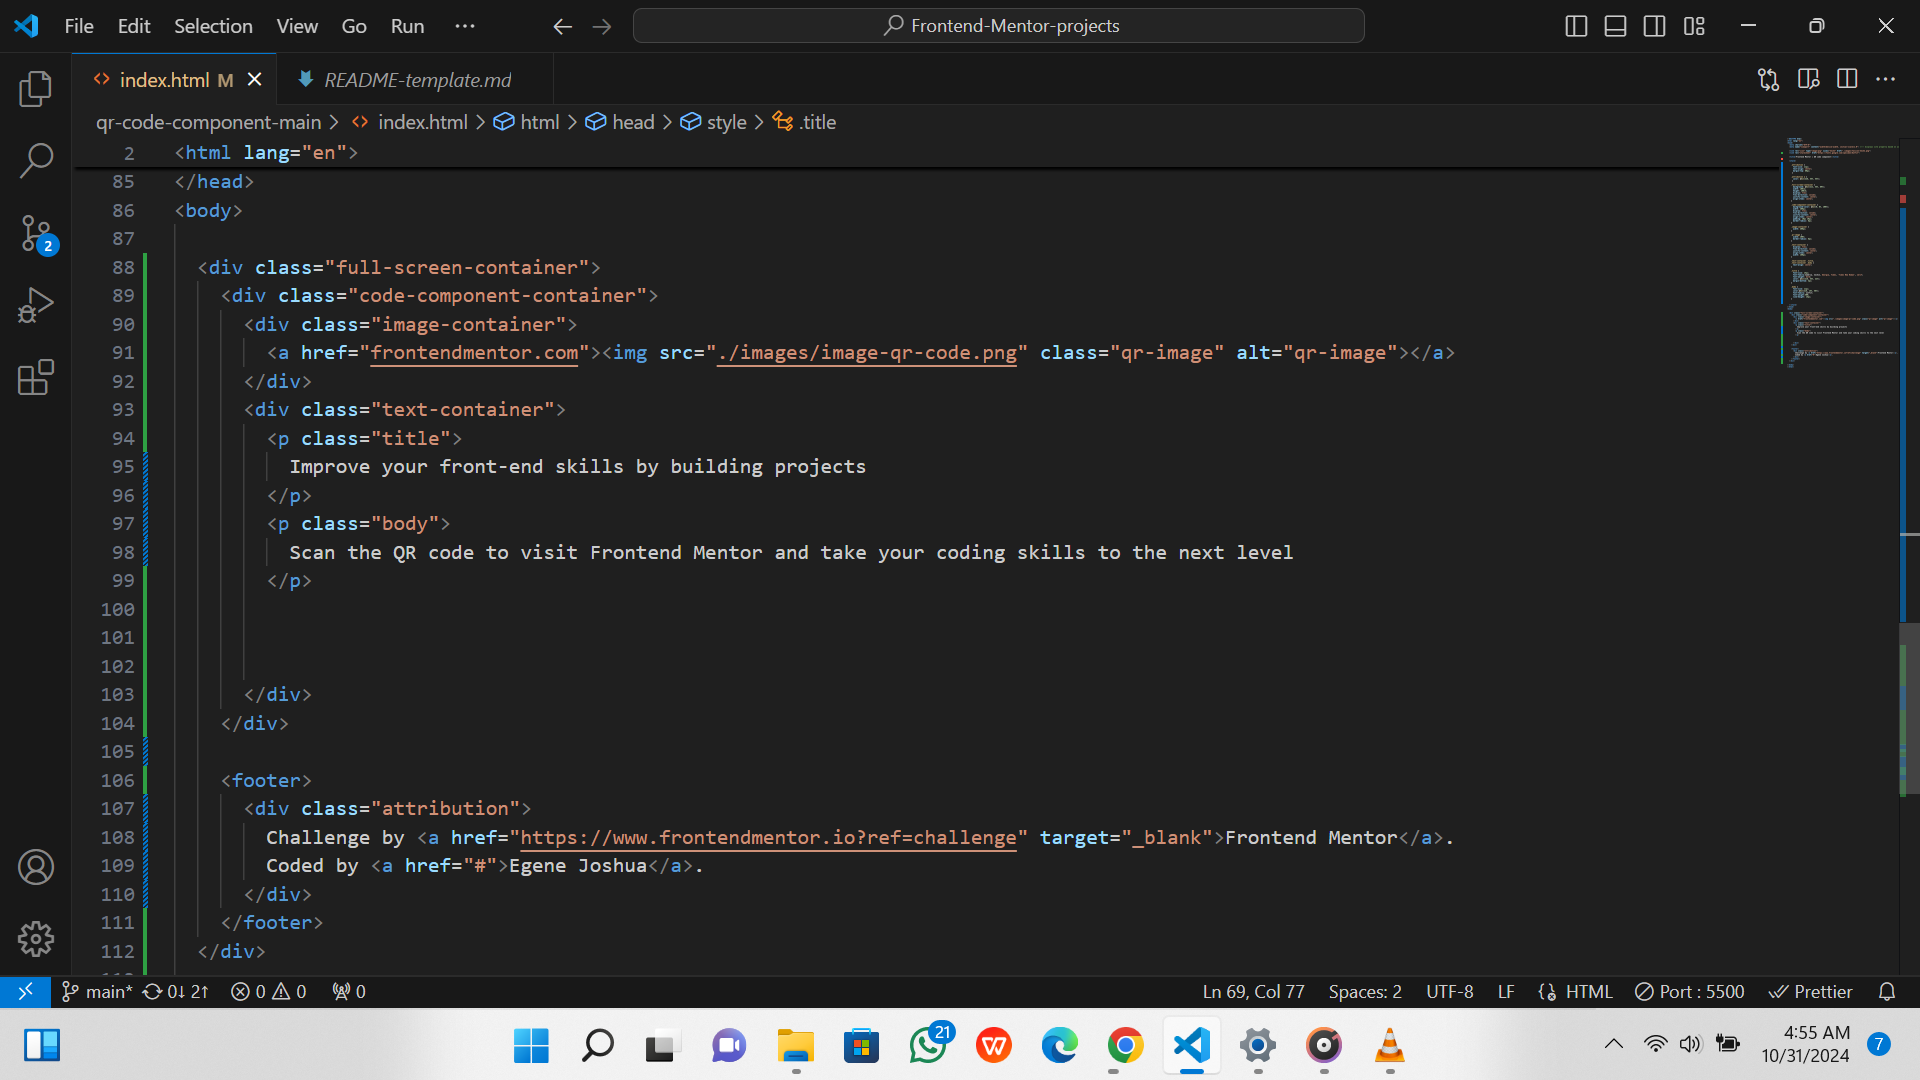 File Edit Selection View Go Run ···
Frontend-Mentor-projects
index.html M
README-template.md
qr-code-component-main > index.html > html > head > style > .title
2 <html lang="en">
85 </head>
86 <body>
87
88 <div class="full-screen-container">
89 <div class="code-component-container">
90 <div class="image-container">
91 <a href="frontendmentor.com"><img src="./images/image-qr-code.png" class="qr-image" alt="qr-image"></a>
92 </div>
93 <div class="text-container">
94 <p class="title">
95 Improve your front-end skills by building projects
96 </p>
97 <p class="body">
98 Scan the QR code to visit Frontend Mentor and take your coding skills to the next level
99 </p>
100
101
102
103 </div>
104 </div>
105
106 <footer>
107 <div class="attribution">
108 Challenge by <a href="https://www.frontendmentor.io?ref=challenge" target="_blank">Frontend Mentor</a>.
109 Coded by <a href="#">Egene Joshua</a>.
110 </div>
111 </footer>
112 </div>
2
main* 0↓ 2↑ 0 0 0 Ln 69, Col 77 Spaces: 2 UTF-8 LF HTML Port : 5500 Prettier
21
4:55 AM
10/31/2024
7